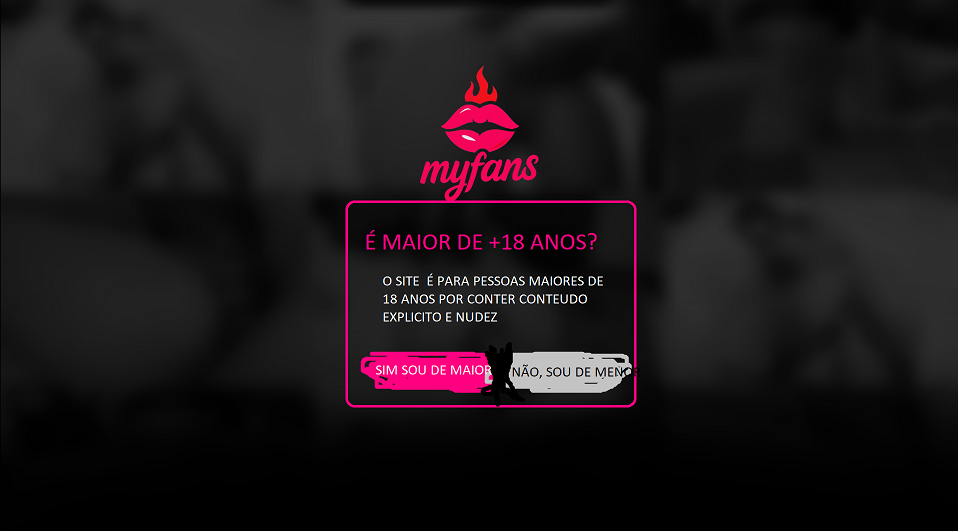 myfans
É MAIOR DE +18 ANOS?
O SITE É PARA PESSOAS MAIORES DE
18 ANOS POR CONTER CONTEUDO
EXPLICITO E NUDEZ
SIM SOU DE MAIOR
NÃO, SOU DE MENOR